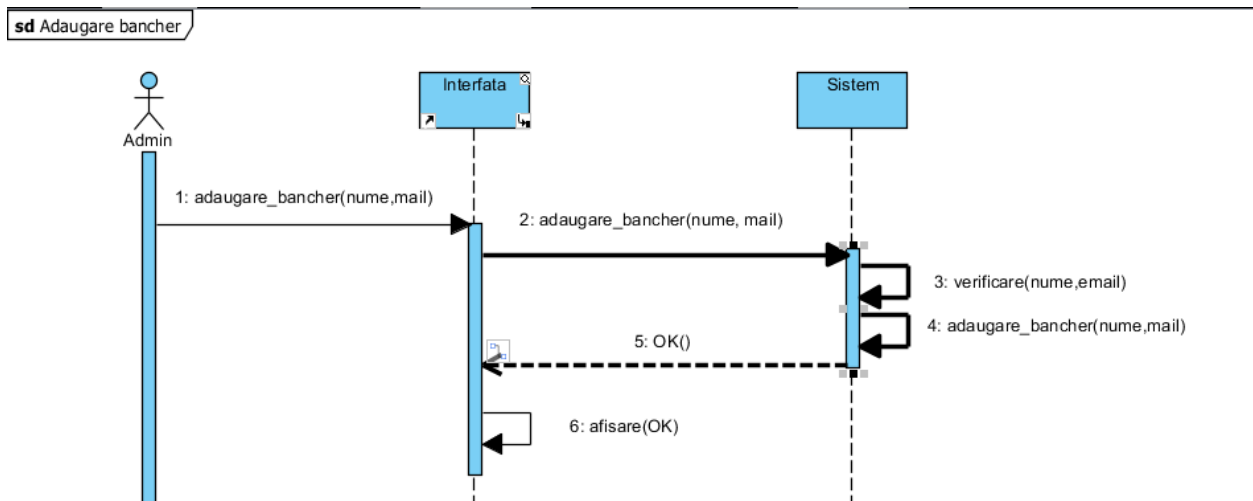 sd Adaugare bancher
Interfata
Sistem
Admin
1: adaugare_bancher(nume,mail)
2: adaugare_bancher(nume, mail)
3: verificare(nume,email)
4: adaugare_bancher(nume,mail)
5: OK()
6: afisare(OK)